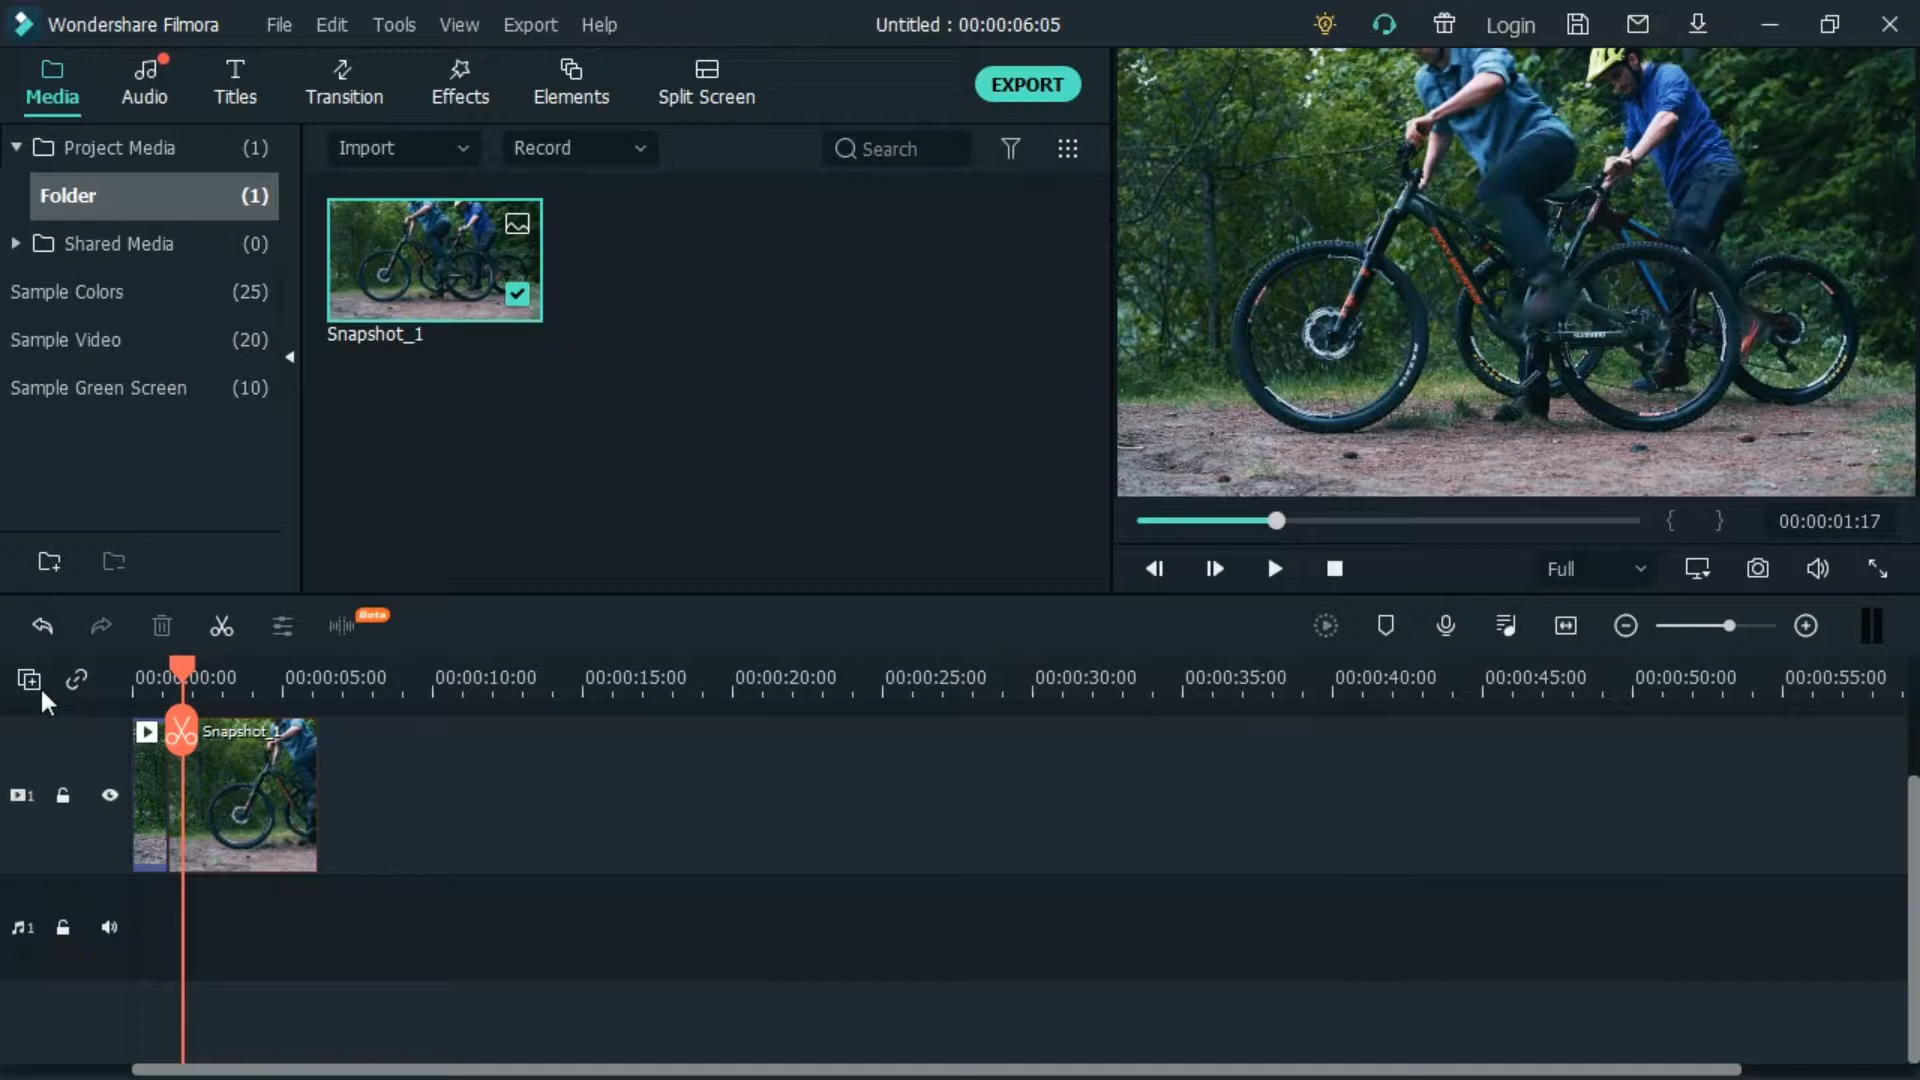 Wondershare Filmora File Edit Tools View Export Help Untitled : 00:00:06:05 Login
Media Audio Titles Transition Effects Elements Split Screen EXPORT
Project Media (1) Import Record Search
Folder (1)
Shared Media (0)
Sample Colors (25)
Sample Video (20)
Sample Green Screen (10)
Snapshot_1
{ } 00:00:01:17
Full
Beta
00:00:00:00 00:00:05:00 00:00:10:00 00:00:15:00 00:00:20:00 00:00:25:00 00:00:30:00 00:00:35:00 00:00:40:00 00:00:45:00 00:00:50:00 00:00:55:00
Snapshot_1
1
1